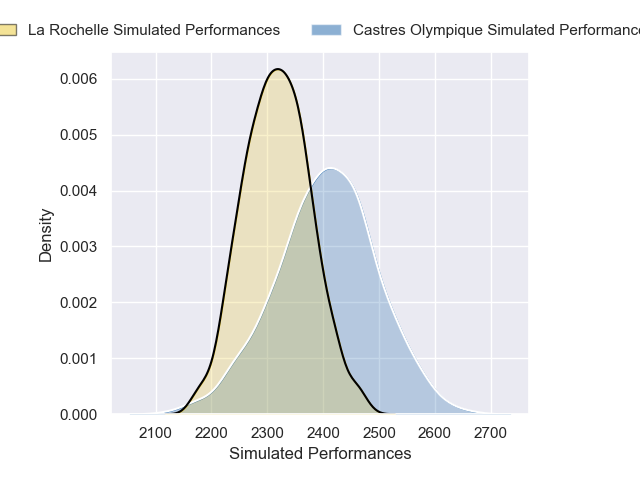 La Rochelle Simulated Performances Castres Olympique Simulated Performanc
0.006
0.005
0.004
0.003
0.002
0.001
0.000
Density
2100 2200 2300 2400 2500 2600 2700
Simulated Performances